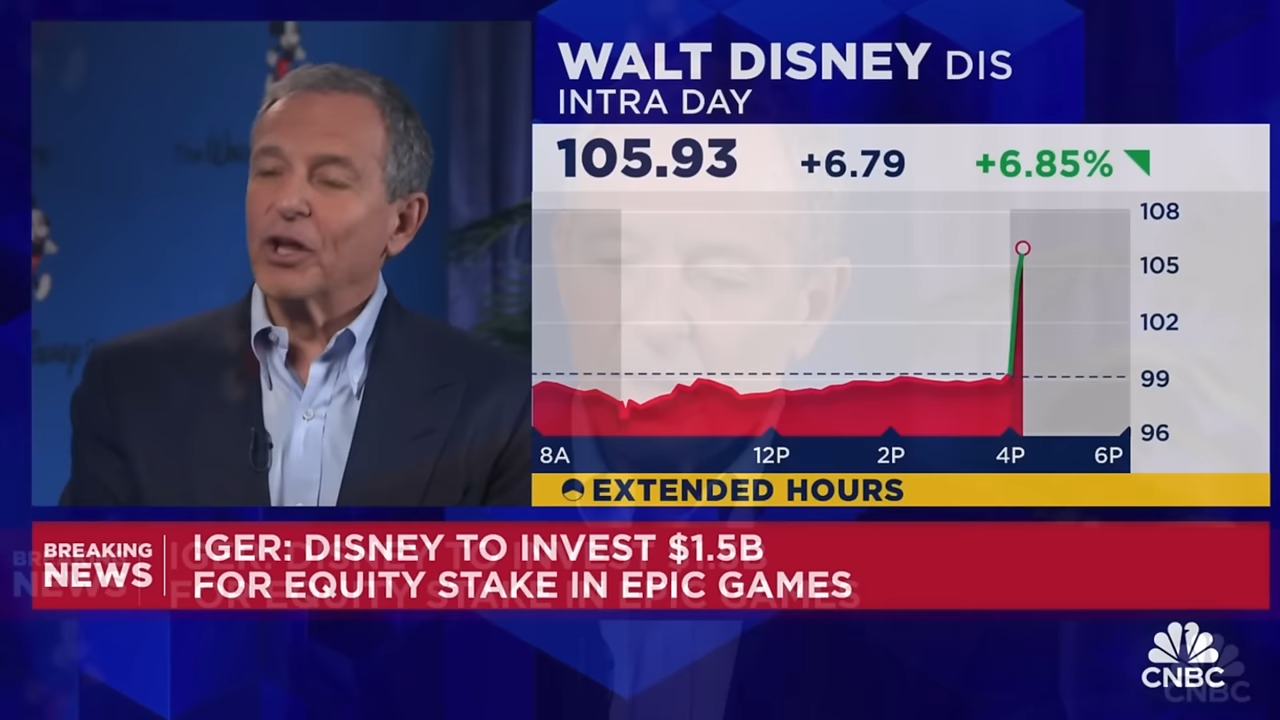 WALT DISNEY DIS
INTRA DAY
105.93 +6.79 +6.85%
108
105
102
99
96
8A 12P 2P 4P 6P
EXTENDED HOURS
BREAKING
NEWS
IGER: DISNEY TO INVEST $1.5B
FOR EQUITY STAKE IN EPIC GAMES
CNBC